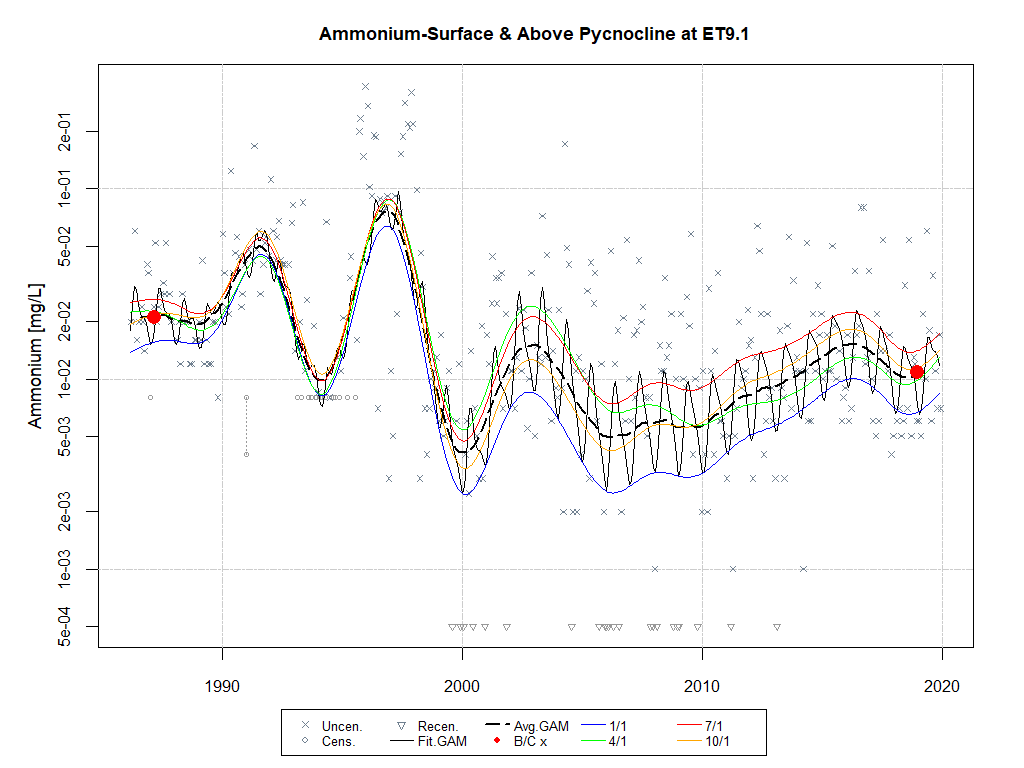 Ammonium-Surface & Above Pycnocline at ET9.1
Ammonium [mg/L]
2e-01
1e-01
5e-02
2e-02
1e-02
5e-03
2e-03
1e-03
5e-04
1990 2000 2010 2020
Uncen. Recen. Avg.GAM 1/1 7/1
Cens. Fit.GAM B/C x 4/1 10/1